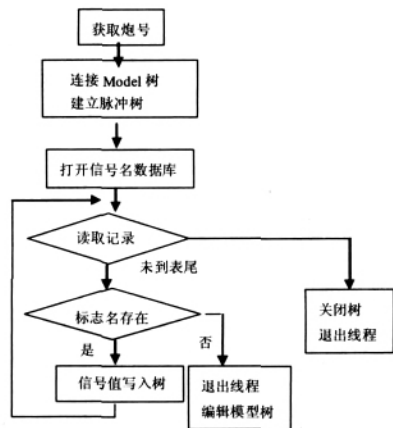 获取炮号
连接 Model 树
建立脉冲树
打开信号名数据库
读取记录
未到表尾
关闭树
退出线程
标志名存在
是
否
信号值写入树
退出线程
编辑模型树